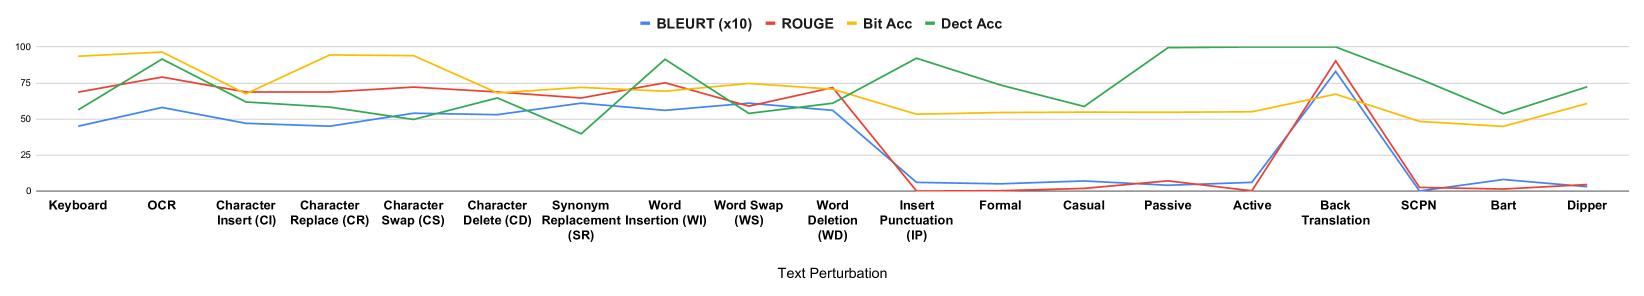 BLEURT (x10) ROUGE Bit Acc Dect Acc
100
75
50
25
0
Keyboard
OCR
Character
Insert (CI)
Character
Replace (CR)
Character
Swap (CS)
Character
Delete (CD)
Synonym
Replacement
(SR)
Word
Insertion (WI)
Word Swap
(WS)
Word
Deletion
(WD)
Insert
Punctuation
(IP)
Formal
Casual
Passive
Active
Back
Translation
SCPN
Bart
Dipper
Text Perturbation